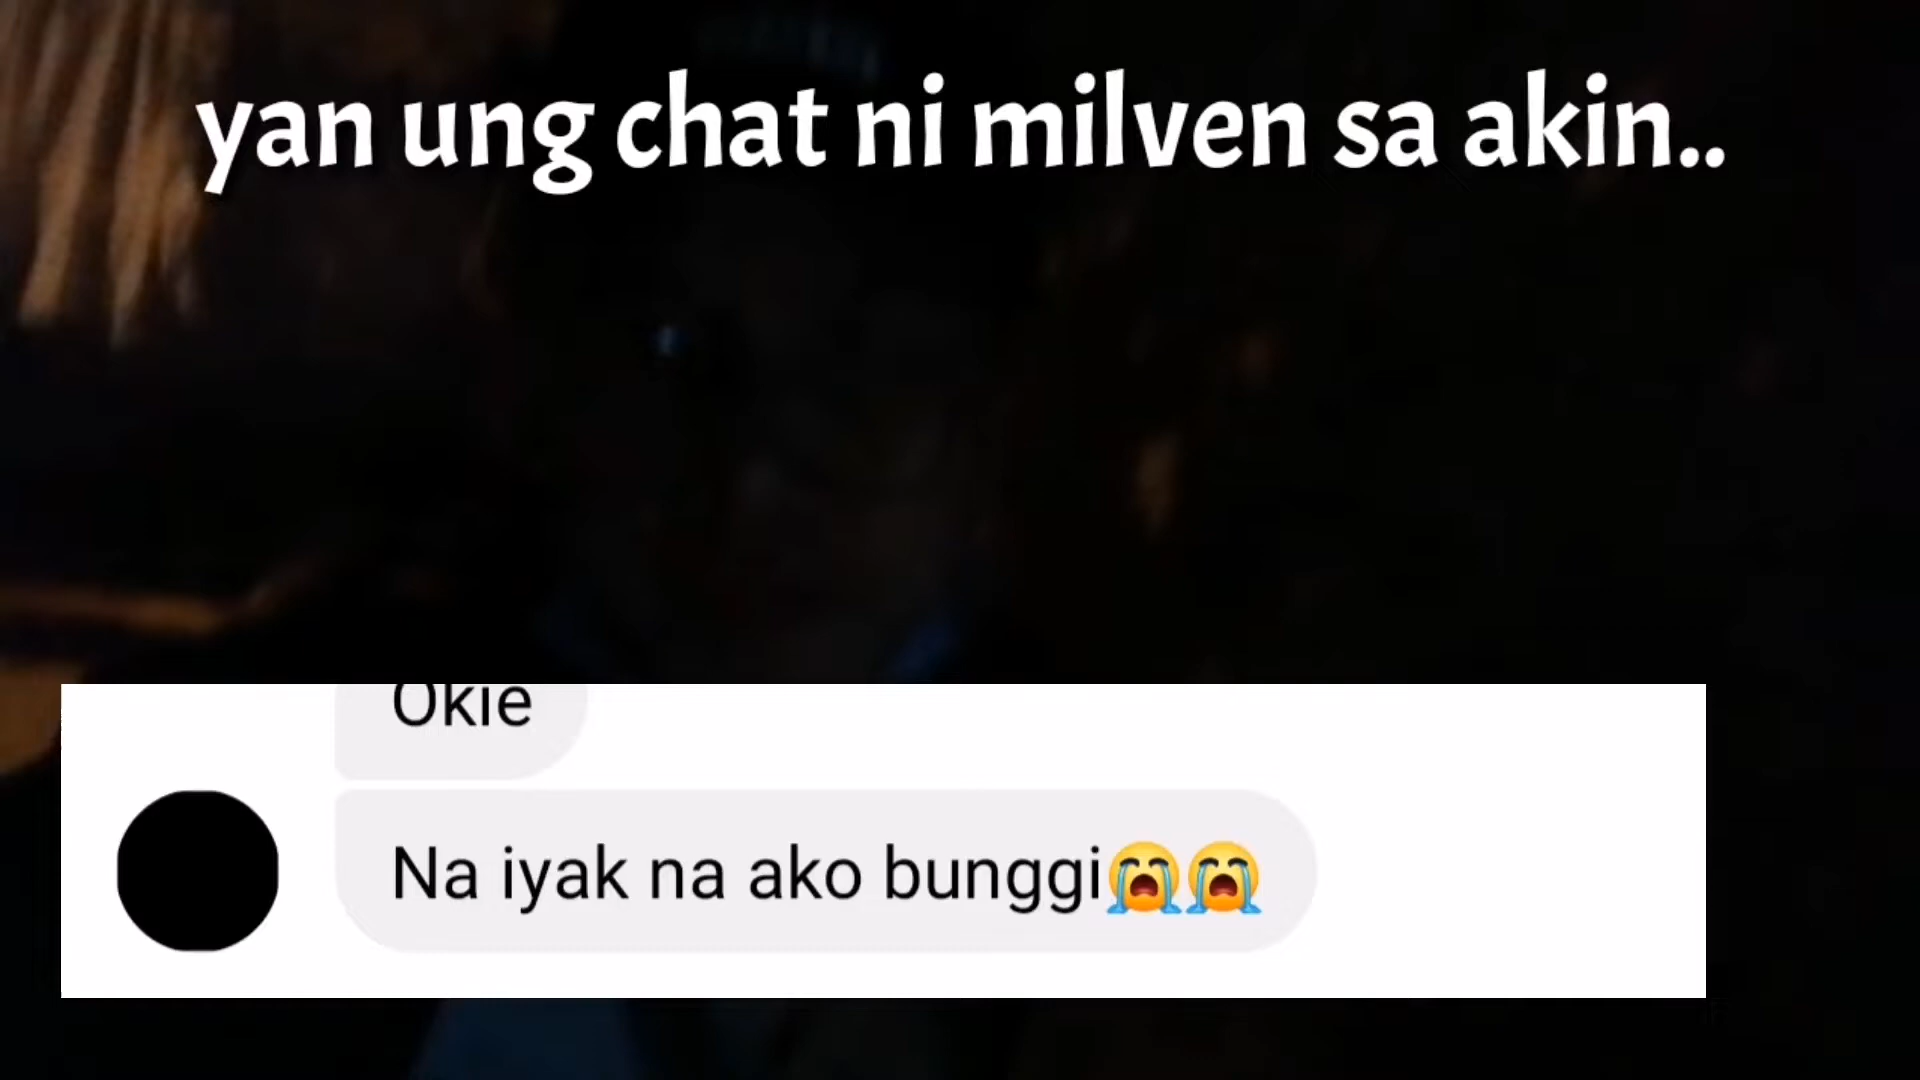 yan ung chat ni milven sa akin..
Okie
Na iyak na ako bunggi😭😭